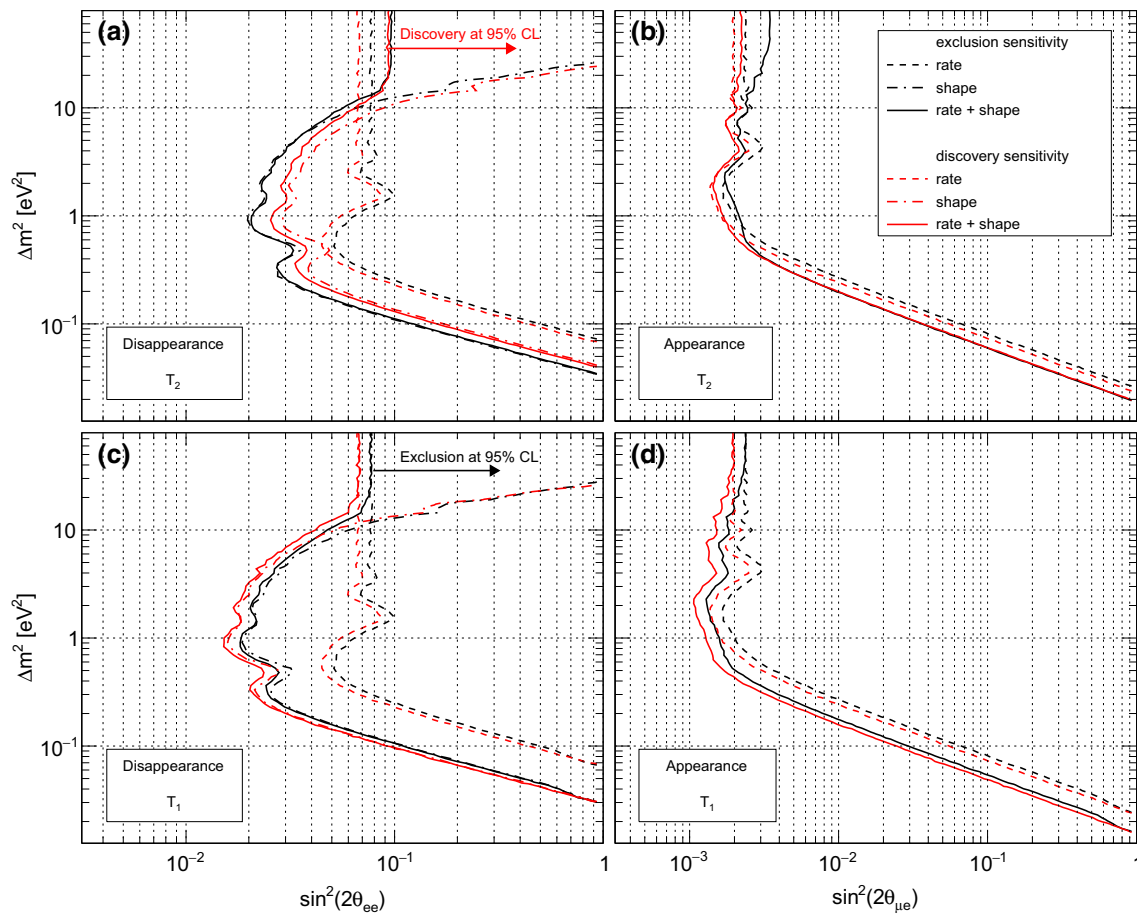 (a)
Discovery at 95% CL
(b)
exclusion sensitivity
rate
shape
rate + shape
discovery sensitivity
rate
shape
rate + shape
10
1
10⁻¹
Δm² [eV²]
Disappearance
T₂
Appearance
T₂
(c)
Exclusion at 95% CL
(d)
10
1
10⁻¹
Δm² [eV²]
Disappearance
T₁
Appearance
T₁
10⁻² 10⁻¹ 1
10⁻³ 10⁻² 10⁻¹ 1
sin²(2θₑₑ)
sin²(2θμₑ)